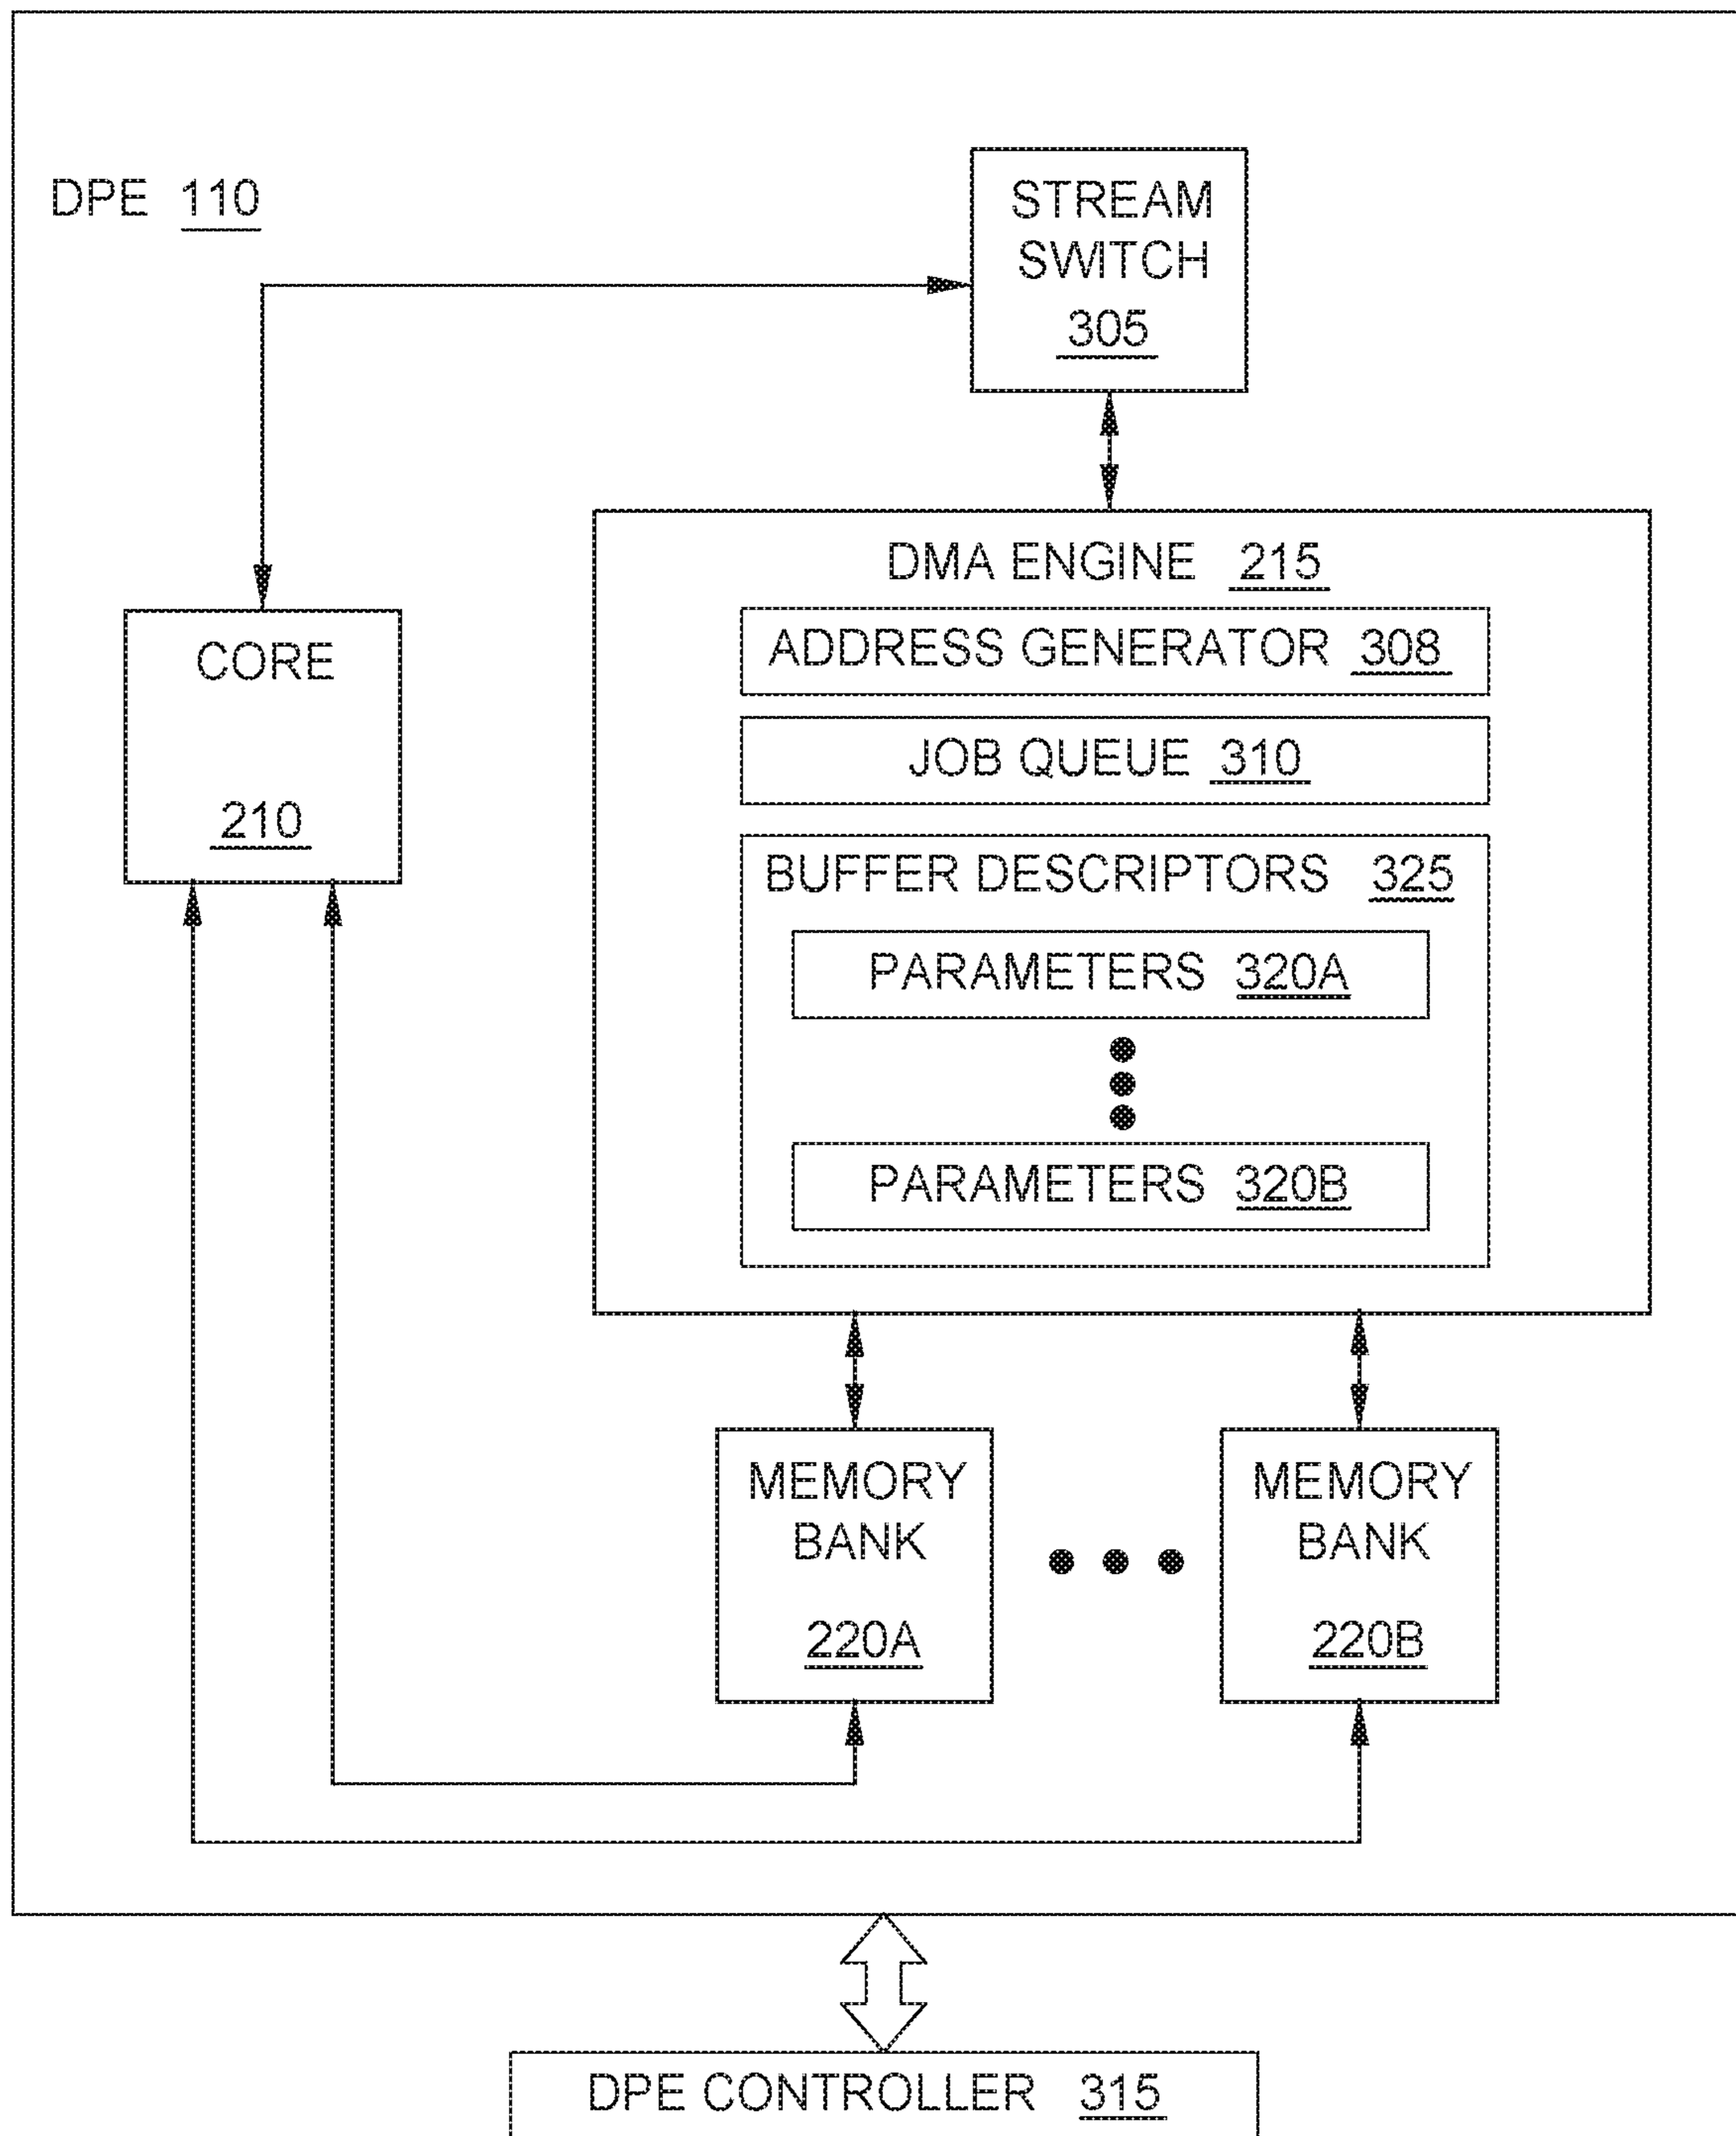 DPE 110
STREAM
SWITCH
305
DMA ENGINE 215
ADDRESS GENERATOR 308
CORE
210
JOB QUEUE 310
BUFFER DESCRIPTORS 325
PARAMETERS 320A
PARAMETERS 320B
MEMORY
BANK
220A
MEMORY
BANK
220B
DPE CONTROLLER 315